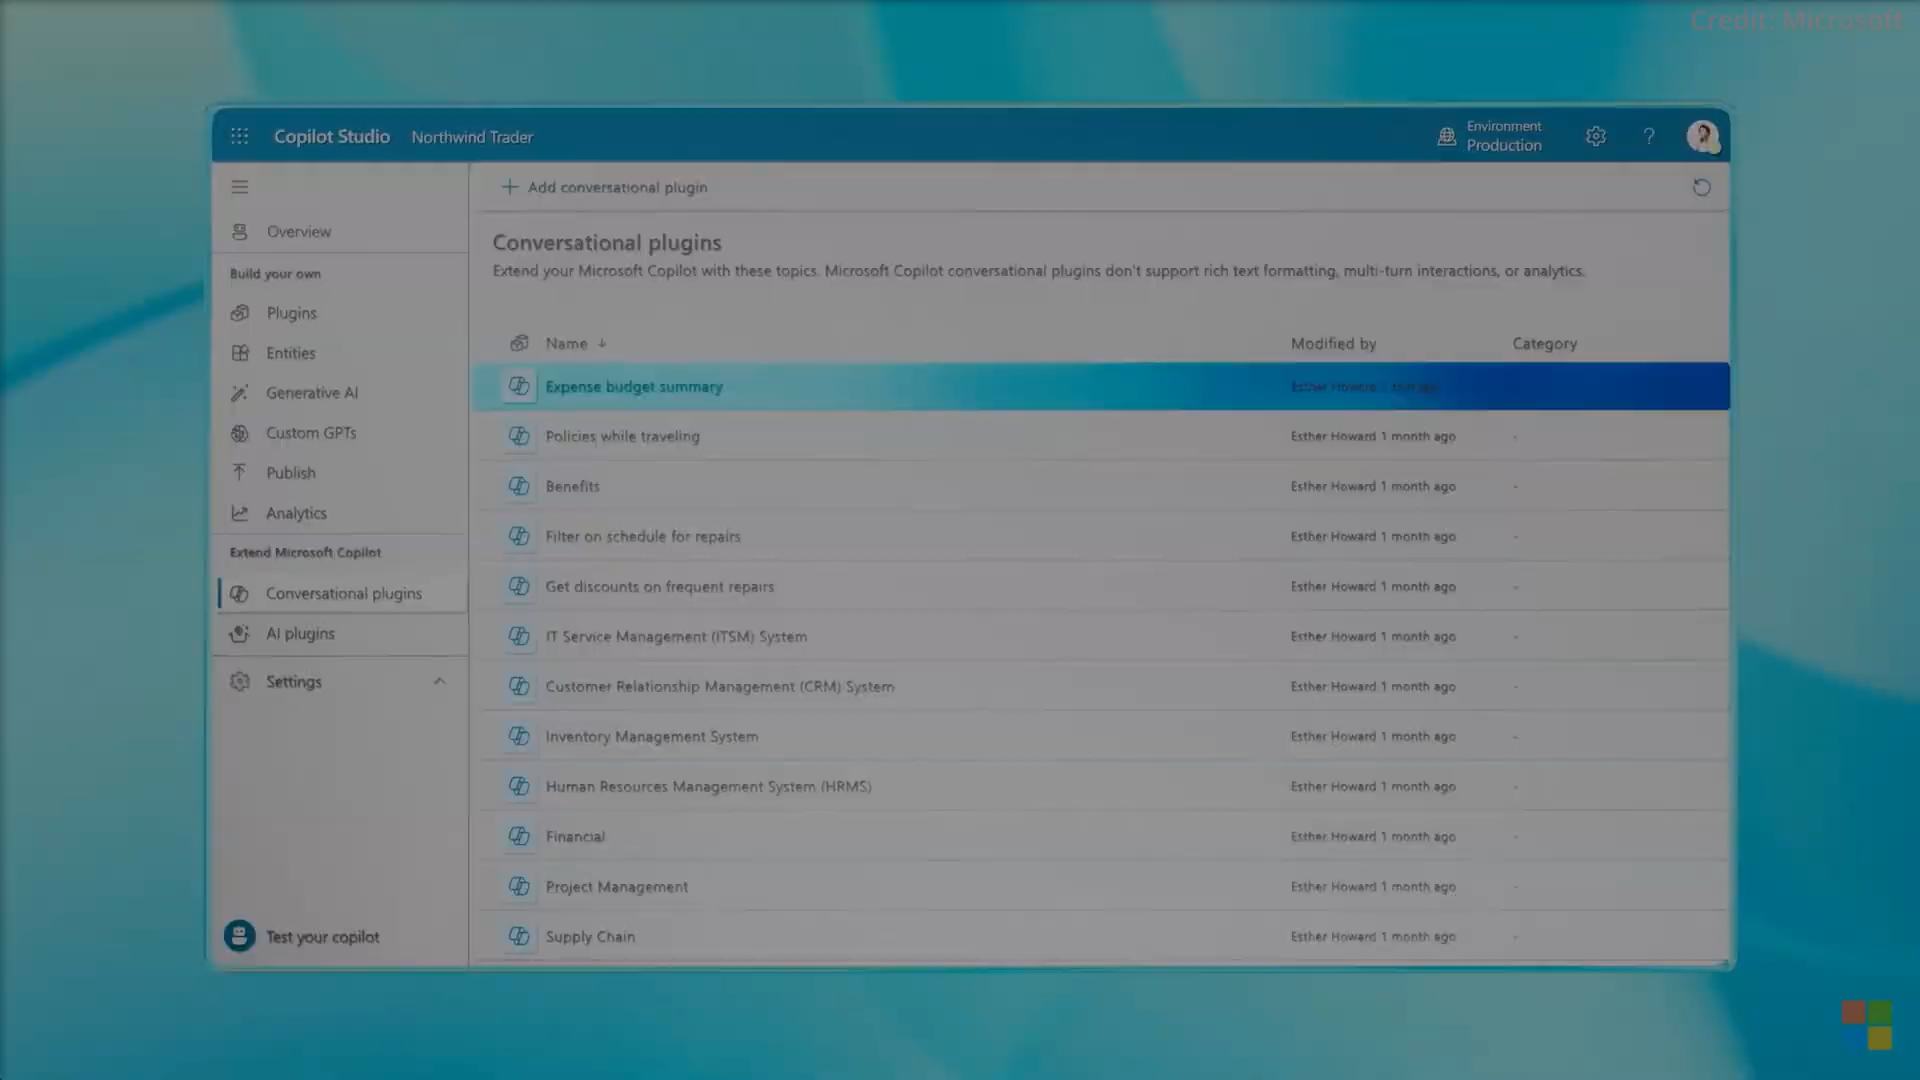 Credit: Microsoft
Copilot Studio
Northwind Trader
Environment
Production
?
Overview
Build your own
Plugins
Entities
Generative AI
Custom GPTs
Publish
Analytics
Extend Microsoft Copilot
Conversational plugins
AI plugins
Settings
Test your copilot
Add conversational plugin
Conversational plugins
Extend your Microsoft Copilot with these topics. Microsoft Copilot conversational plugins don't support rich text formatting, multi-turn interactions, or analytics.
Name Modified by Category
Expense budget summary Esther Howard 1
Policies while traveling Esther Howard 1 month ago -
Benefits Esther Howard 1 month ago -
Filter on schedule for repairs Esther Howard 1 month ago -
Get discounts on frequent repairs Esther Howard 1 month ago -
IT Service Management (ITSM) System Esther Howard 1 month ago -
Customer Relationship Management (CRM) System Esther Howard 1 month ago -
Inventory Management System Esther Howard 1 month ago -
Human Resources Management System (HRMS) Esther Howard 1 month ago -
Financial Esther Howard 1 month ago -
Project Management Esther Howard 1 month ago -
Supply Chain Esther Howard 1 month ago -